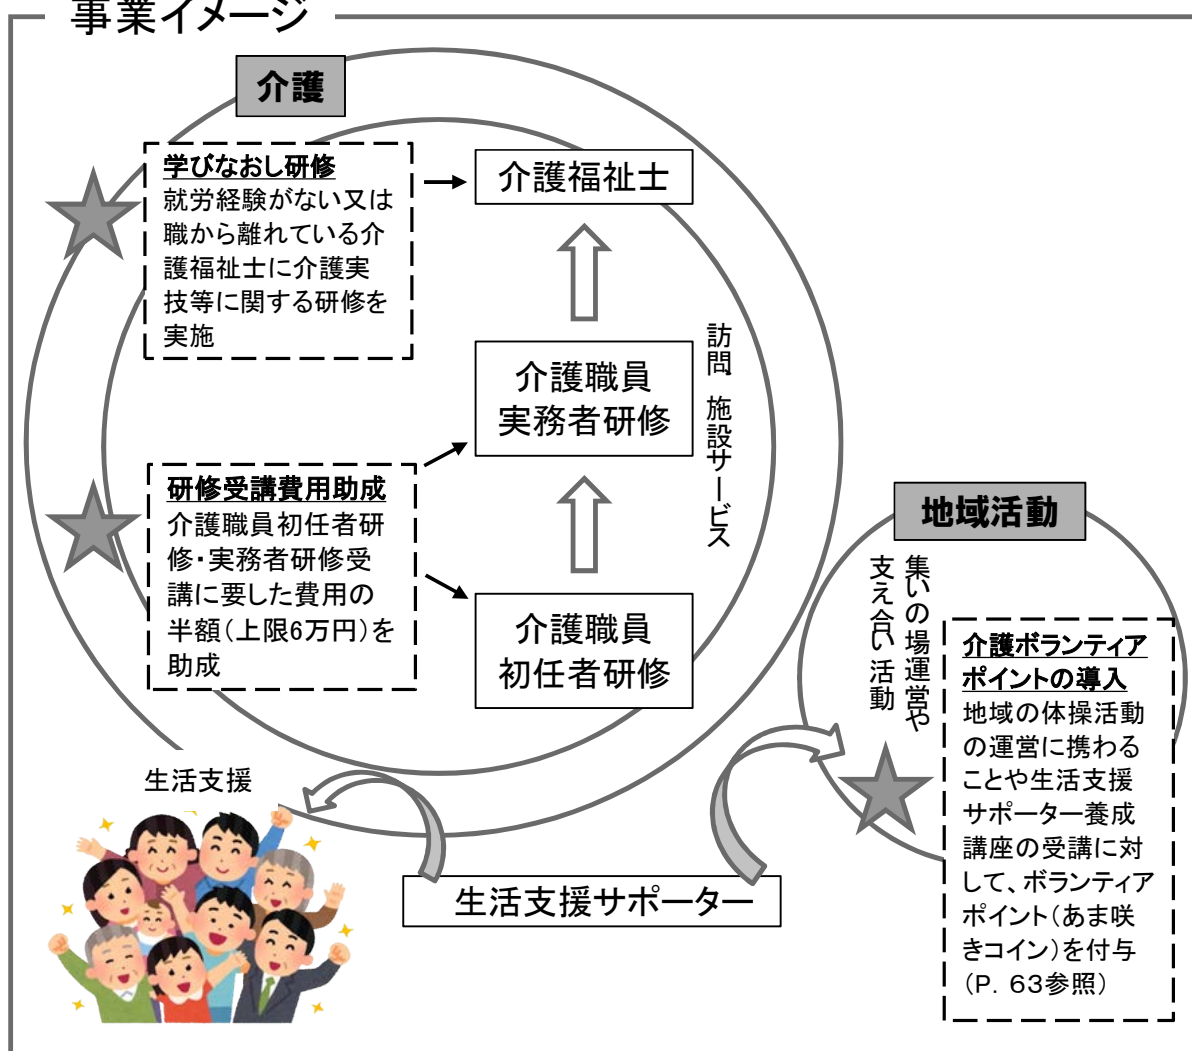 事業イメージ
介護
学びなおし研修
就労経験がない又は
職から離れている介
護福祉士に介護実
技等に関する研修を
実施
介護福祉士
介護職員
実務者研修
訪問、施設サービス
研修受講費用助成
介護職員初任者研
修・実務者研修受
講に要した費用の
半額(上限6万円)を
助成
介護職員
初任者研修
生活支援
生活支援サポーター
地域活動
集いの場運営や
支え合い活動
介護ボランティア
ポイントの導入
地域の体操活動
の運営に携わる
ことや生活支援
サポーター養成
講座の受講に対
して、ボランティア
ポイント(あま咲
きコイン)を付与
(P. 63参照)